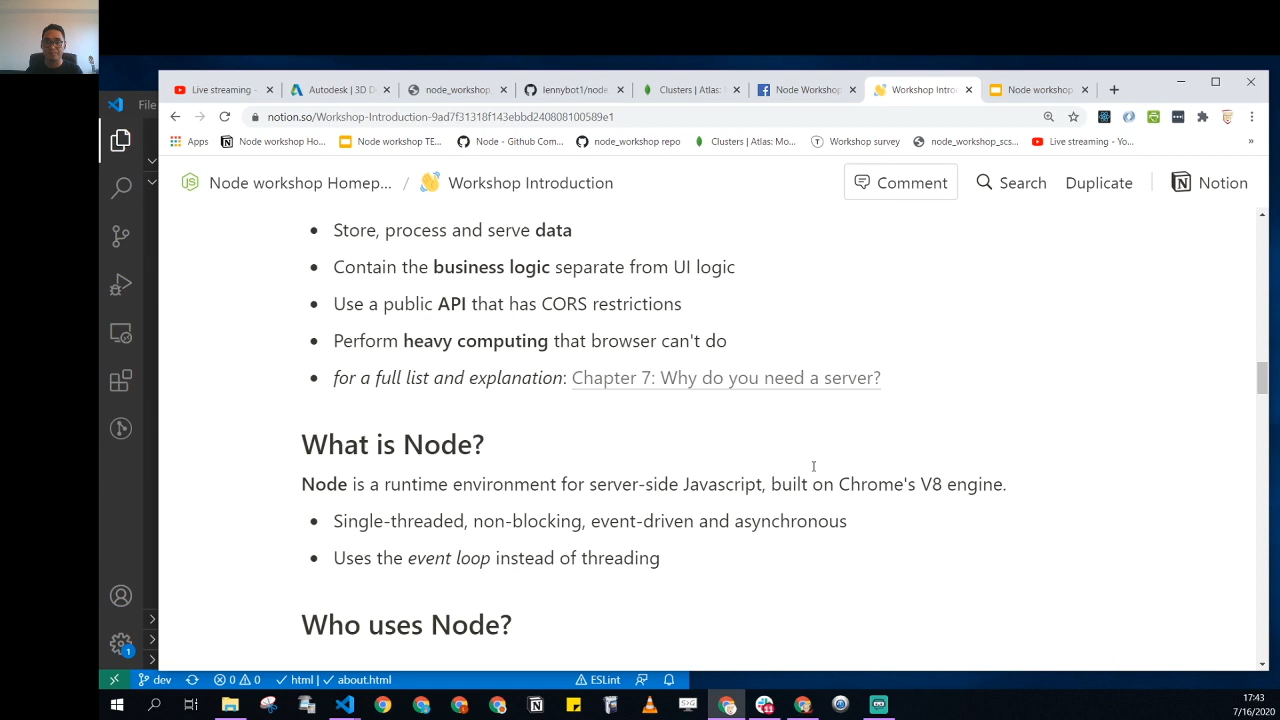 File
Live streaming -
Autodesk | 3D D
node_workshop
lennybot1/node
Clusters | Atlas:
Node Workshop
Workshop Intro
Node workshop
Apps
Node workshop Ho...
Node workshop TE...
Node - Github Com...
node_workshop repo
Clusters | Atlas: Mo...
Workshop survey
node_workshop_scs...
Live streaming - Yo...
Node workshop Homep... / Workshop Introduction
Comment
Search
Duplicate
Notion
• Store, process and serve data
• Contain the business logic separate from UI logic
• Use a public API that has CORS restrictions
• Perform heavy computing that browser can't do
• for a full list and explanation: Chapter 7: Why do you need a server?
What is Node?
Node is a runtime environment for server-side Javascript, built on Chrome's V8 engine.
• Single-threaded, non-blocking, event-driven and asynchronous
• Uses the event loop instead of threading
Who uses Node?
1
dev
0
0
html | ✓ about.html
ESLint
17:43
7/16/2020